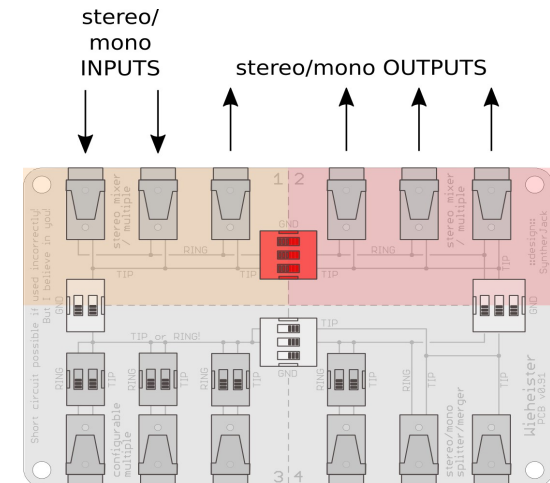 stereo/
mono
INPUTS
stereo/mono OUTPUTS
1 2
stereo mixer
/ multiple
stereo mixer
/ multiple
::design::
SyntherJack
GND
RING
RING
TIP
TIP
TIP
Short circuit possible if used incorrectly!
But I believe in you!
GND
GND
TIP or RING!
TIP
GND
RING
TIP
RING
TIP
RING
TIP
RING
TIP
RING
TIP
configurable
multiple
stereo/mono
splitter/merger
Wieheister
PCB v0.91
3 4